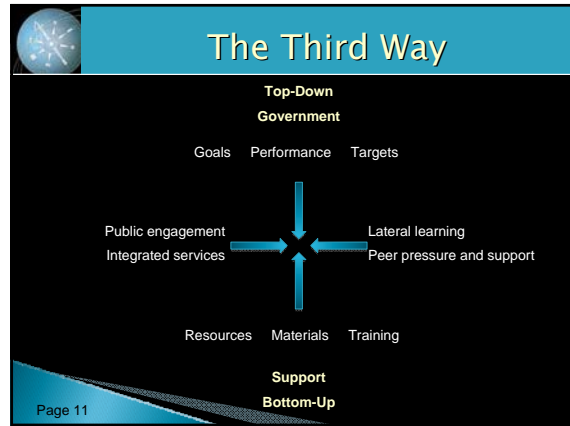 The Third Way
Top-Down
Government
Goals Performance Targets
Public engagement
Integrated services
Lateral learning
Peer pressure and support
Resources Materials Training
Support
Bottom-Up
Page 11